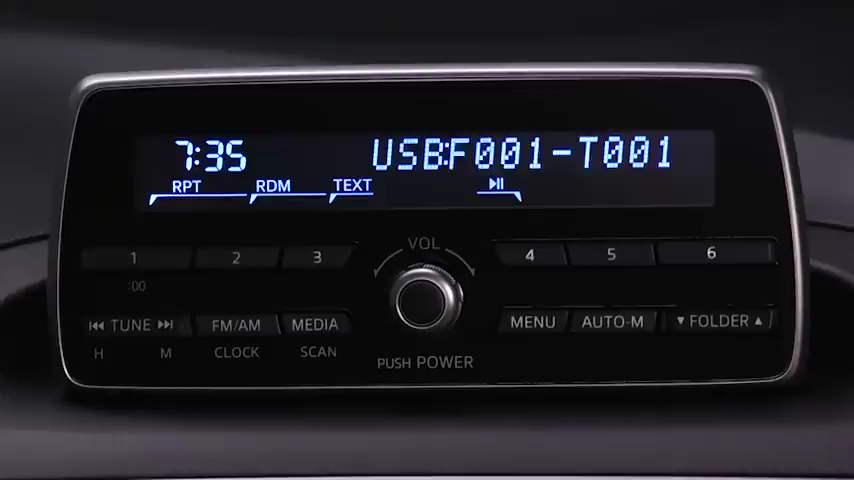 7:35 USB:F001-T001
RPT RDM TEXT ⏯
VOL
1 2 3 4 5 6
:00
⏮ TUNE ⏭ FM/AM MEDIA MENU AUTO-M ▼ FOLDER ▲
H M CLOCK SCAN
PUSH POWER